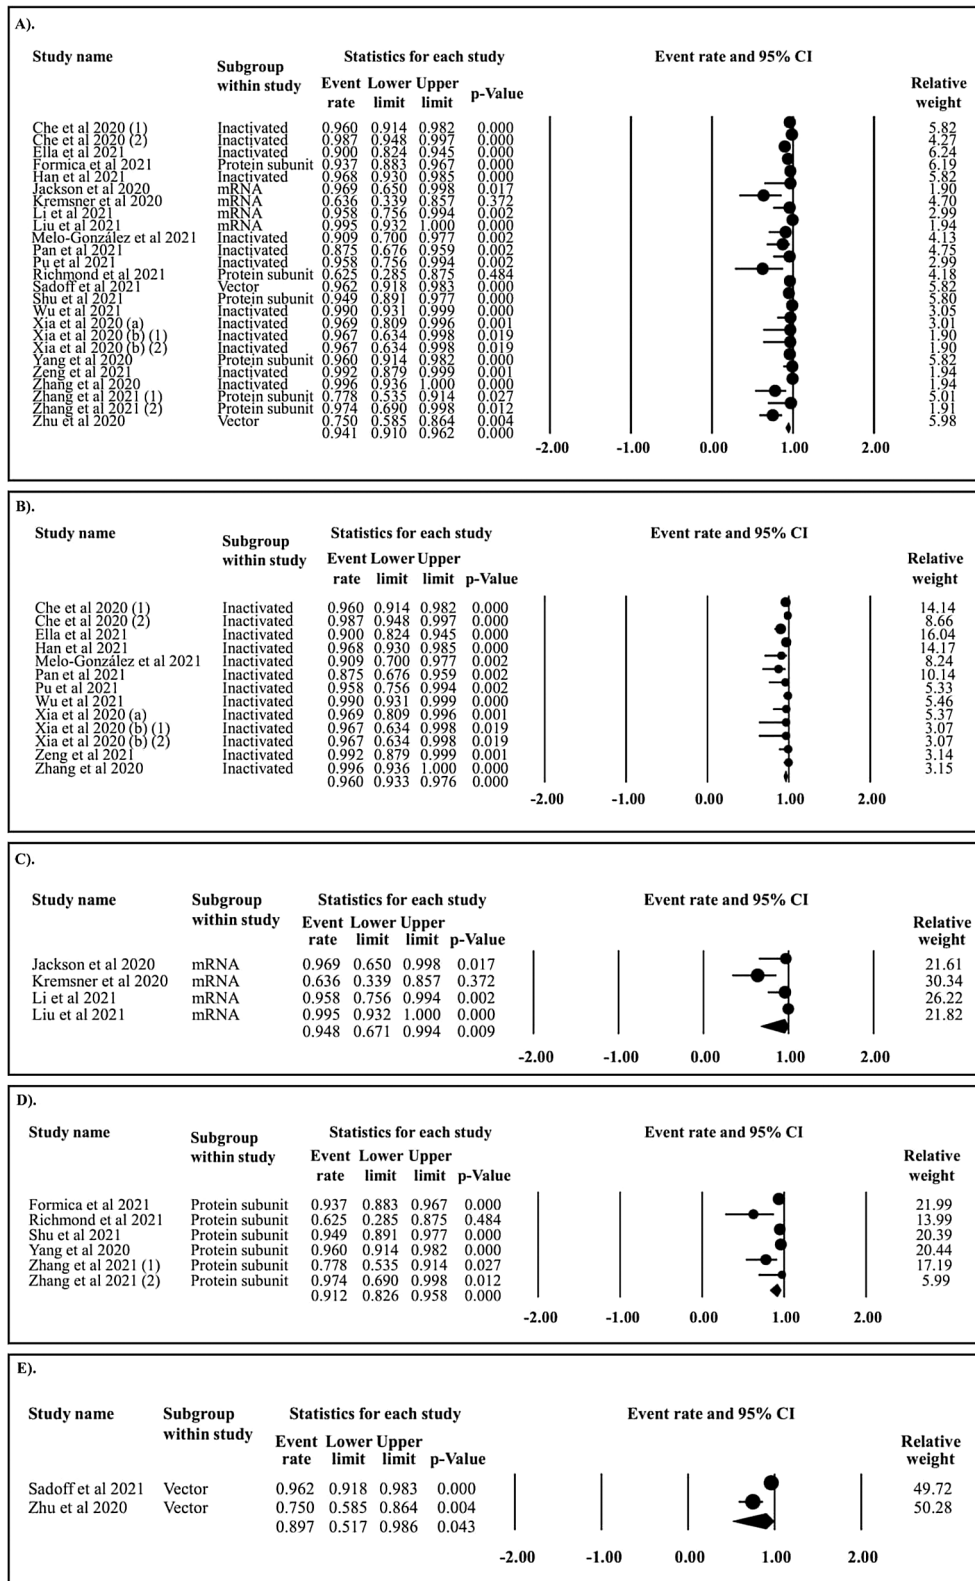 A).
Study name Subgroup within study Statistics for each study Event rate and 95% CI
Event rate Lower limit Upper limit p-Value Relative weight
Che et al 2020 (1) Inactivated 0.960 0.914 0.982 0.000 5.82
Che et al 2020 (2) Inactivated 0.987 0.948 0.997 0.000 4.27
Ella et al 2021 Inactivated 0.900 0.824 0.945 0.000 6.24
Formica et al 2021 Protein subunit 0.937 0.883 0.967 0.000 6.19
Han et al 2021 Inactivated 0.968 0.930 0.985 0.000 5.82
Jackson et al 2020 mRNA 0.969 0.650 0.998 0.017 1.90
Kremsner et al 2020 mRNA 0.636 0.339 0.857 0.372 4.70
Li et al 2021 mRNA 0.958 0.756 0.994 0.002 2.99
Liu et al 2021 mRNA 0.995 0.932 1.000 0.000 1.94
Melo-González et al 2021 Inactivated 0.909 0.700 0.977 0.002 4.13
Pan et al 2021 Inactivated 0.875 0.676 0.959 0.002 4.75
Pu et al 2021 Inactivated 0.958 0.756 0.994 0.002 2.99
Richmond et al 2021 Protein subunit 0.625 0.285 0.875 0.484 4.18
Sadoff et al 2021 Vector 0.962 0.918 0.983 0.000 5.82
Shu et al 2021 Protein subunit 0.949 0.891 0.977 0.000 5.80
Wu et al 2021 Inactivated 0.990 0.931 0.999 0.000 3.05
Xia et al 2020 (a) Inactivated 0.969 0.809 0.996 0.001 3.01
Xia et al 2020 (b) (1) Inactivated 0.967 0.634 0.998 0.019 1.90
Xia et al 2020 (b) (2) Inactivated 0.967 0.634 0.998 0.019 1.90
Yang et al 2020 Protein subunit 0.960 0.914 0.982 0.000 5.82
Zeng et al 2021 Inactivated 0.992 0.879 0.999 0.001 1.94
Zhang et al 2020 Inactivated 0.996 0.936 1.000 0.000 1.94
Zhang et al 2021 (1) Protein subunit 0.778 0.535 0.914 0.027 5.01
Zhang et al 2021 (2) Protein subunit 0.974 0.690 0.998 0.012 1.91
Zhu et al 2020 Vector 0.750 0.585 0.864 0.004 5.98
0.941 0.910 0.962 0.000
-2.00 -1.00 0.00 1.00 2.00
B).
Study name Subgroup within study Statistics for each study Event rate and 95% CI
Event rate Lower limit Upper limit p-Value Relative weight
Che et al 2020 (1) Inactivated 0.960 0.914 0.982 0.000 14.14
Che et al 2020 (2) Inactivated 0.987 0.948 0.997 0.000 8.66
Ella et al 2021 Inactivated 0.900 0.824 0.945 0.000 16.04
Han et al 2021 Inactivated 0.968 0.930 0.985 0.000 14.17
Melo-González et al 2021 Inactivated 0.909 0.700 0.977 0.002 8.24
Pan et al 2021 Inactivated 0.875 0.676 0.959 0.002 10.14
Pu et al 2021 Inactivated 0.958 0.756 0.994 0.002 5.33
Wu et al 2021 Inactivated 0.990 0.931 0.999 0.000 5.46
Xia et al 2020 (a) Inactivated 0.969 0.809 0.996 0.001 5.37
Xia et al 2020 (b) (1) Inactivated 0.967 0.634 0.998 0.019 3.07
Xia et al 2020 (b) (2) Inactivated 0.967 0.634 0.998 0.019 3.07
Zeng et al 2021 Inactivated 0.992 0.879 0.999 0.001 3.14
Zhang et al 2020 Inactivated 0.996 0.936 1.000 0.000 3.15
0.960 0.933 0.976 0.000
-2.00 -1.00 0.00 1.00 2.00
C).
Study name Subgroup within study Statistics for each study Event rate and 95% CI
Event rate Lower limit Upper limit p-Value Relative weight
Jackson et al 2020 mRNA 0.969 0.650 0.998 0.017 21.61
Kremsner et al 2020 mRNA 0.636 0.339 0.857 0.372 30.34
Li et al 2021 mRNA 0.958 0.756 0.994 0.002 26.22
Liu et al 2021 mRNA 0.995 0.932 1.000 0.000 21.82
0.948 0.671 0.994 0.009
-2.00 -1.00 0.00 1.00 2.00
D).
Study name Subgroup within study Statistics for each study Event rate and 95% CI
Event rate Lower limit Upper limit p-Value Relative weight
Formica et al 2021 Protein subunit 0.937 0.883 0.967 0.000 21.99
Richmond et al 2021 Protein subunit 0.625 0.285 0.875 0.484 13.99
Shu et al 2021 Protein subunit 0.949 0.891 0.977 0.000 20.39
Yang et al 2020 Protein subunit 0.960 0.914 0.982 0.000 20.44
Zhang et al 2021 (1) Protein subunit 0.778 0.535 0.914 0.027 17.19
Zhang et al 2021 (2) Protein subunit 0.974 0.690 0.998 0.012 5.99
0.912 0.826 0.958 0.000
-2.00 -1.00 0.00 1.00 2.00
E).
Study name Subgroup within study Statistics for each study Event rate and 95% CI
Event rate Lower limit Upper limit p-Value Relative weight
Sadoff et al 2021 Vector 0.962 0.918 0.983 0.000 49.72
Zhu et al 2020 Vector 0.750 0.585 0.864 0.004 50.28
0.897 0.517 0.986 0.043
-2.00 -1.00 0.00 1.00 2.00